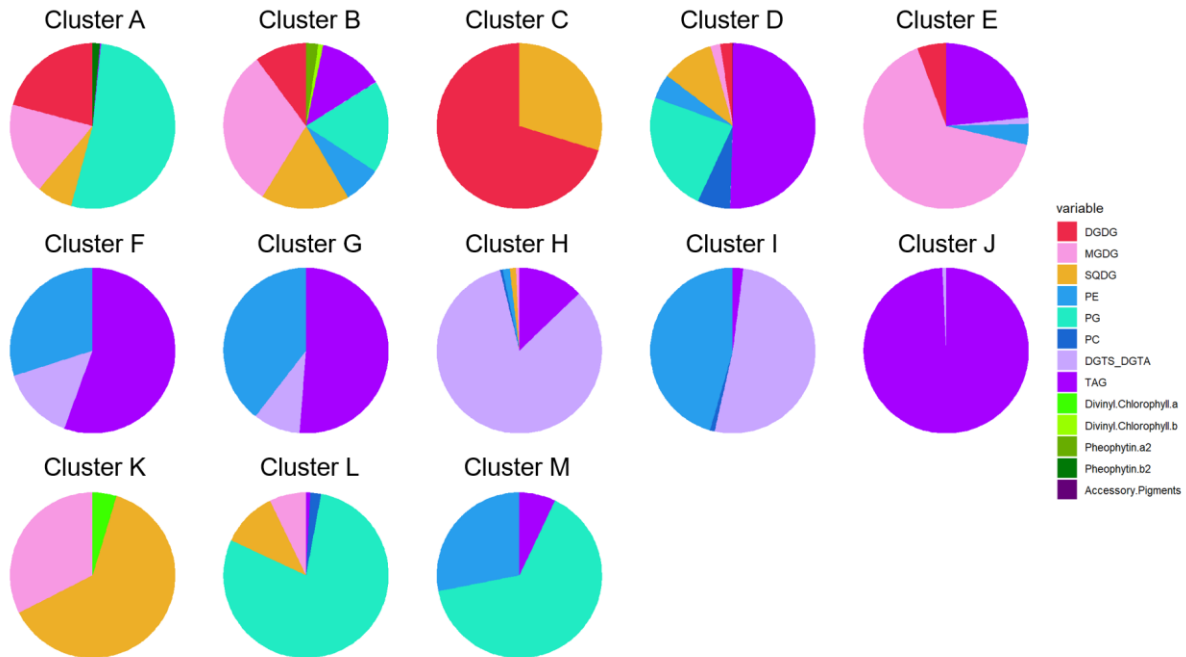 Cluster A
Cluster B
Cluster C
Cluster D
Cluster E
Cluster F
Cluster G
Cluster H
Cluster I
Cluster J
Cluster K
Cluster L
Cluster M
variable
DGDG
MGDG
SQDG
PE
PG
PC
DGTS_DGTA
TAG
Divinyl.Chlorophyll.a
Divinyl.Chlorophyll.b
Pheophytin.a2
Pheophytin.b2
Accessory.Pigments